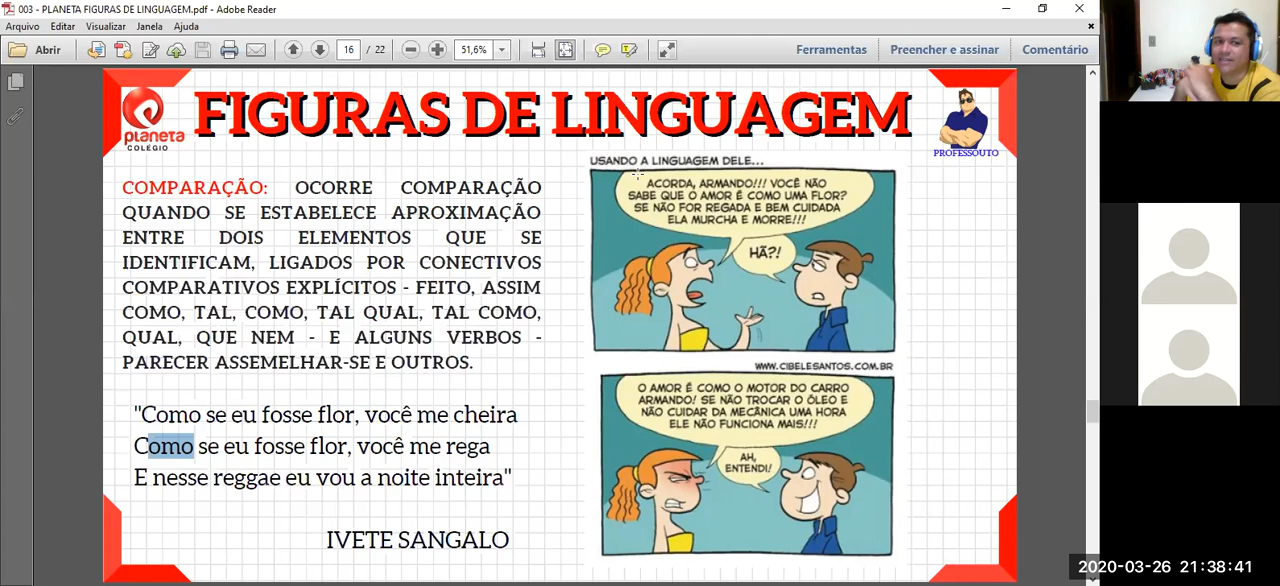 003 - PLANETA FIGURAS DE LINGUAGEM.pdf - Adobe Reader
Arquivo Editar Visualizar Janela Ajuda
Abrir 16 / 22 51,6% Ferramentas Preencher e assinar Comentário
FIGURAS DE LINGUAGEM
planeta
COLÉGIO
PROFESSOUTO
COMPARAÇÃO: OCORRE COMPARAÇÃO
QUANDO SE ESTABELECE APROXIMAÇÃO
ENTRE DOIS ELEMENTOS QUE SE
IDENTIFICAM, LIGADOS POR CONECTIVOS
COMPARATIVOS EXPLÍCITOS - FEITO, ASSIM
COMO, TAL, COMO, TAL QUAL, TAL COMO,
QUAL, QUE NEM - E ALGUNS VERBOS -
PARECER ASSEMELHAR-SE E OUTROS.
"Como se eu fosse flor, você me cheira
Como se eu fosse flor, você me rega
E nesse reggae eu vou a noite inteira"
IVETE SANGALO
USANDO A LINGUAGEM DELE...
ACORDA, ARMANDO!!! VOCÊ NÃO
SABE QUE O AMOR É COMO UMA FLOR?
SE NÃO FOR REGADA E BEM CUIDADA
ELA MURCHA E MORRE!!!
HÃ?!
WWW.CIBELESANTOS.COM.BR
O AMOR É COMO O MOTOR DO CARRO
ARMANDO! SE NÃO TROCAR O ÓLEO E
NÃO CUIDAR DA MECÂNICA UMA HORA
ELE NÃO FUNCIONA MAIS!!!
AH,
ENTENDI!
2020-03-26 21:38:41